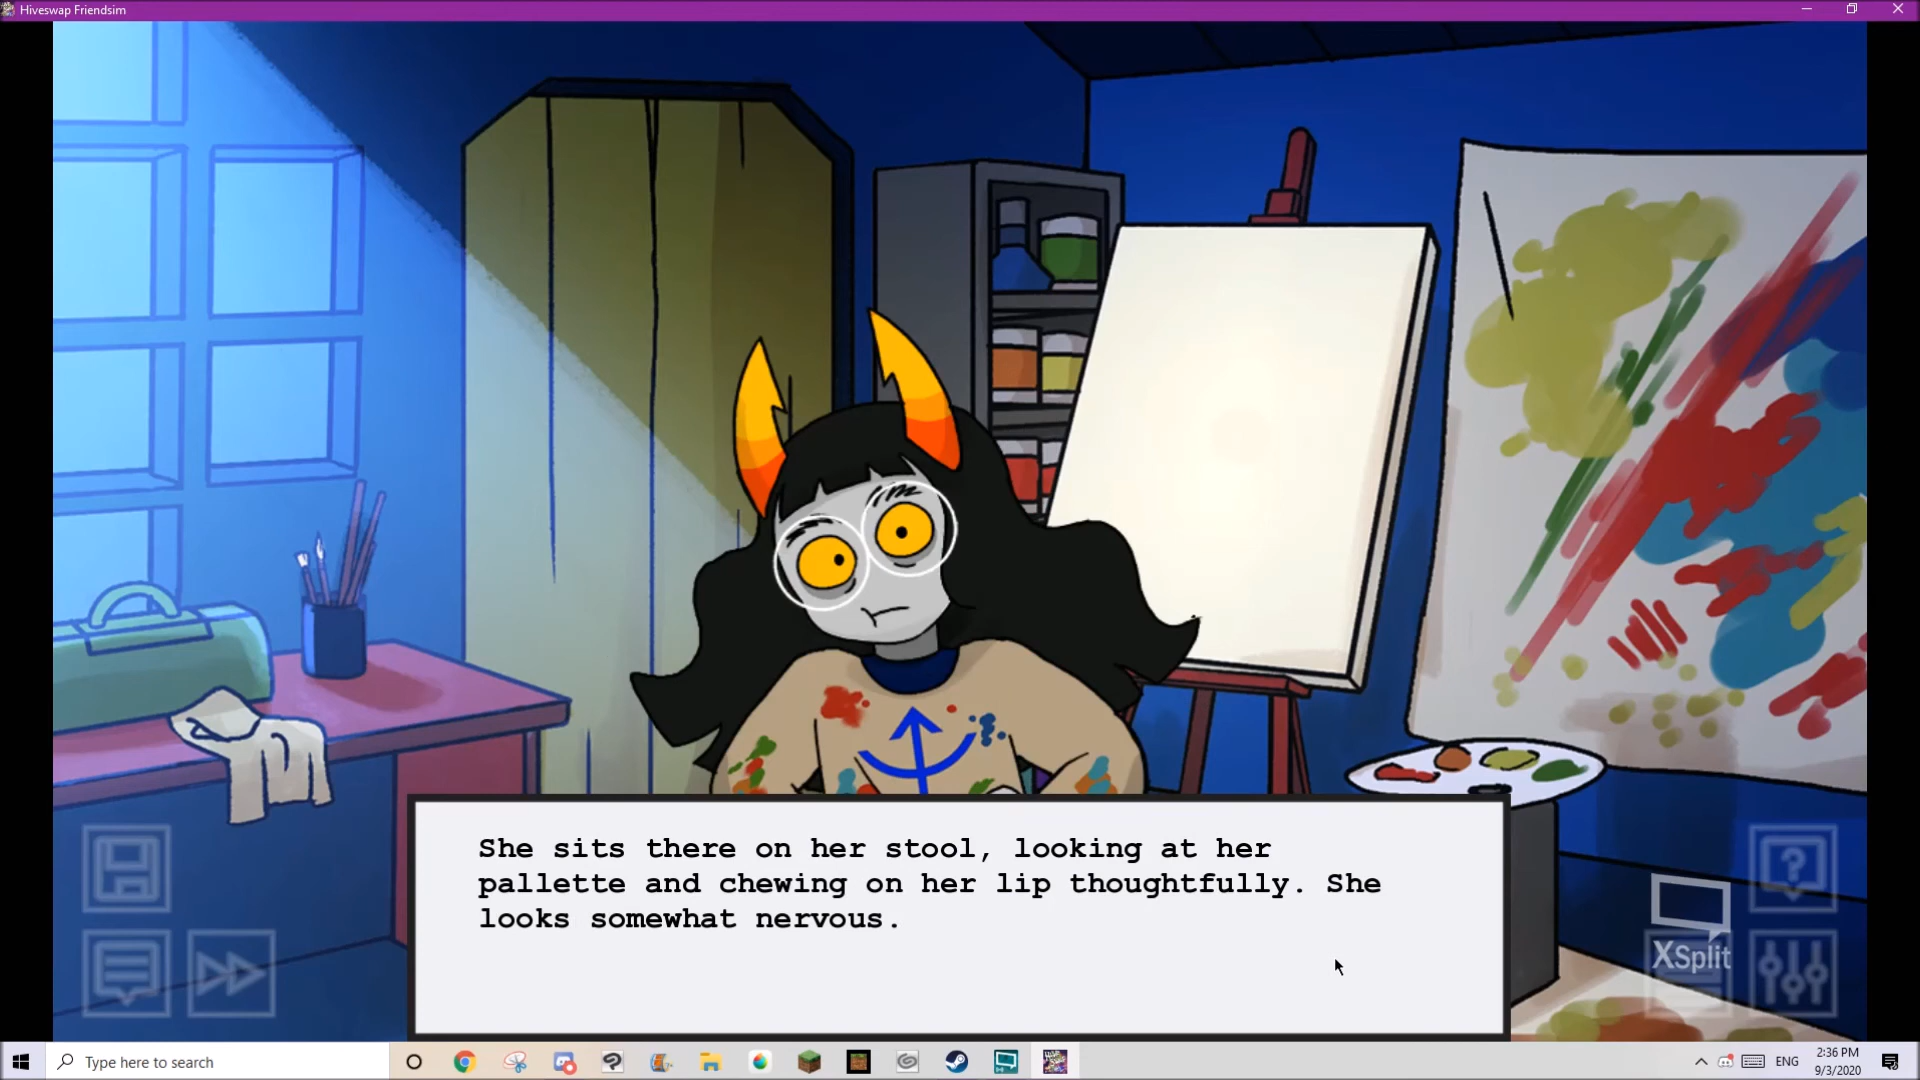 Hiveswap Friendsim
She sits there on her stool, looking at her
pallette and chewing on her lip thoughtfully. She
looks somewhat nervous.
XSplit
Type here to search
ENG
2:36 PM
9/3/2020